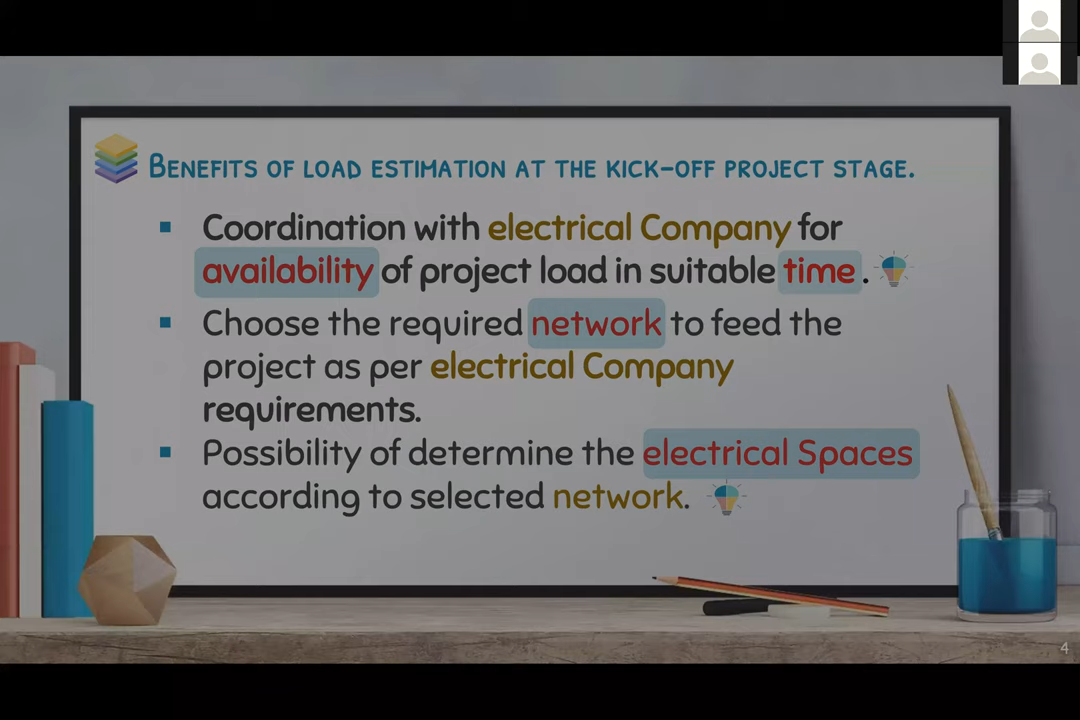 Benefits of load estimation at the kick-off project stage.
▪ Coordination with electrical Company for
availability of project load in suitable time.
▪ Choose the required network to feed the
project as per electrical Company
requirements.
▪ Possibility of determine the electrical Spaces
according to selected network.
4